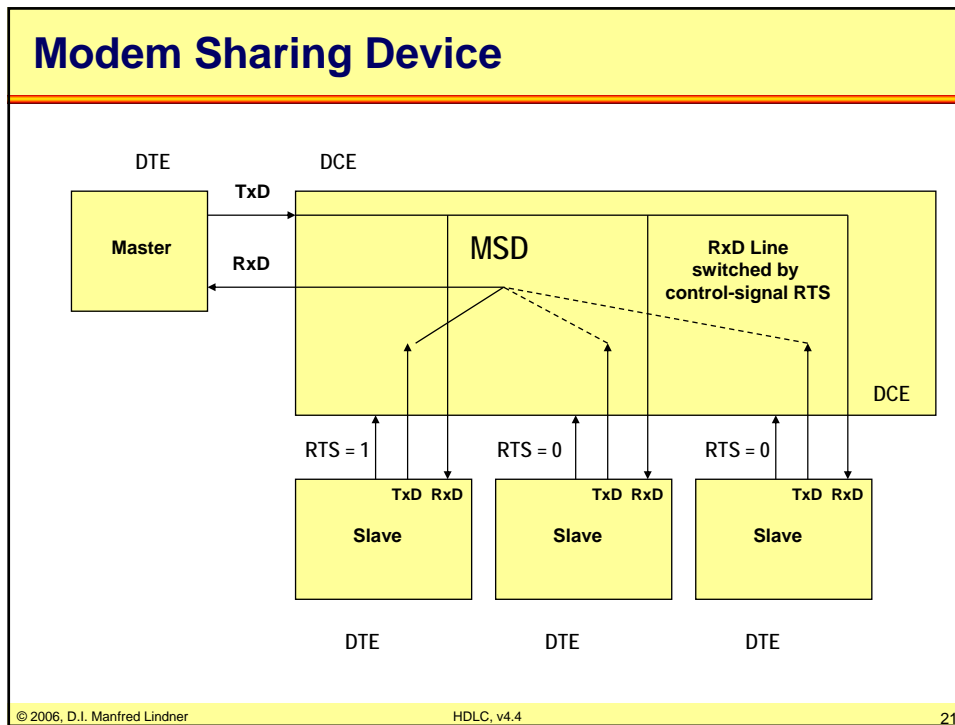 Modem Sharing Device
DTE
DCE
TxD
Master
RxD
MSD
RxD Line
switched by
control-signal RTS
DCE
RTS = 1
RTS = 0
RTS = 0
TxD RxD
TxD RxD
TxD RxD
Slave
Slave
Slave
DTE
DTE
DTE
© 2006, D.I. Manfred Lindner
HDLC, v4.4
21